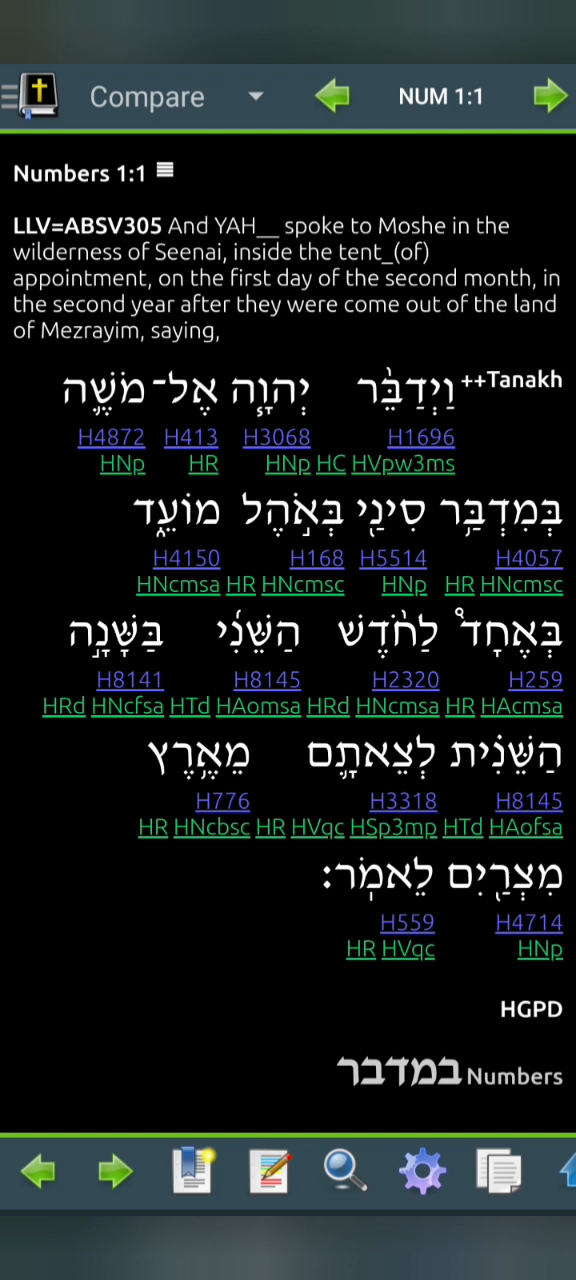 Compare NUM 1:1
Numbers 1:1
LLV=ABSV305 And YAH__ spoke to Moshe in the
wilderness of Seenai, inside the tent_(of)
appointment, on the first day of the second month, in
the second year after they were come out of the land
of Mezrayim, saying,
++Tanakh וַיְדַבֵּ֨ר יְהוָ֧ה אֶל־ מֹשֶׁ֛ה
H4872 H413 H3068 H1696
HNp HR HNp HC HVpw3ms
בְּמִדְבַּ֥ר סִינַ֖י בְּאֹ֣הֶל מוֹעֵ֑ד
H4150 H168 H5514 H4057
HNcmsa HR HNcmsc HNp HR HNcmsc
בְּאֶחָד֩ לַחֹ֨דֶשׁ הַשֵּׁנִ֜י בַּשָּׁנָ֣ה
H8141 H8145 H2320 H259
HRd HNcfsa HTd HAomsa HRd HNcmsa HR HAcmsa
הַשֵּׁנִ֗ית לְצֵאתָ֛ם מֵאֶ֥רֶץ
H776 H3318 H8145
HR HNcbsc HR HVqc HSp3mp HTd HAofsa
מִצְרַ֖יִם לֵאמֹֽר׃
H559 H4714
HR HVqc HNp
HGPD
במדבר Numbers